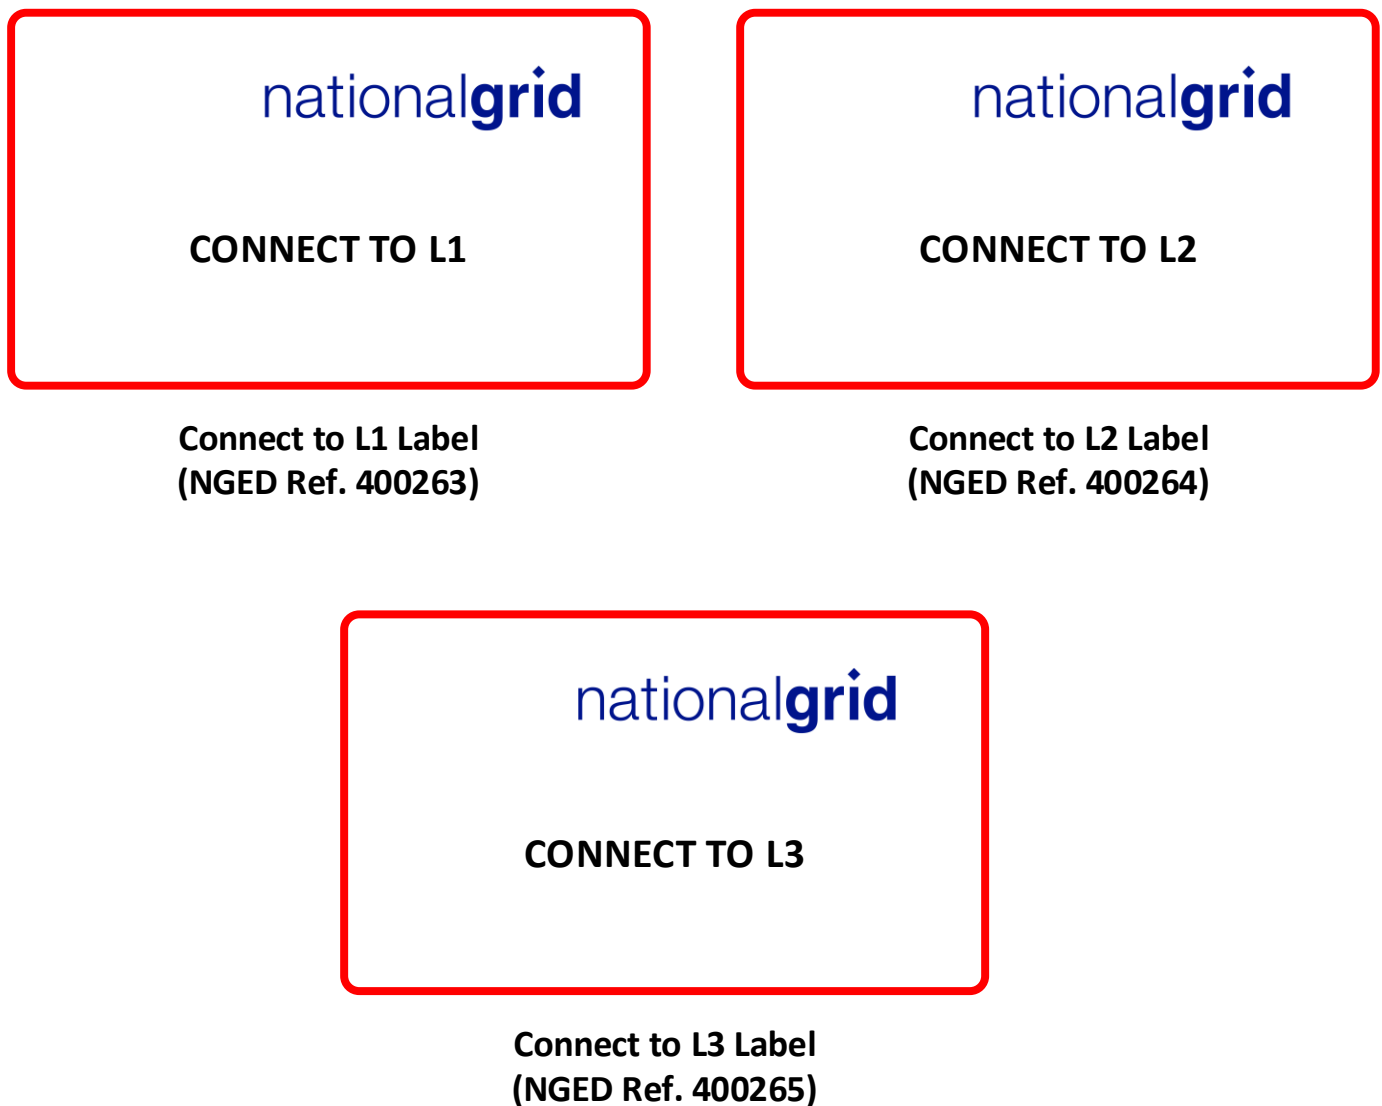 nationalgrid
CONNECT TO L1
Connect to L1 Label
(NGED Ref. 400263)
nationalgrid
CONNECT TO L2
Connect to L2 Label
(NGED Ref. 400264)
nationalgrid
CONNECT TO L3
Connect to L3 Label
(NGED Ref. 400265)